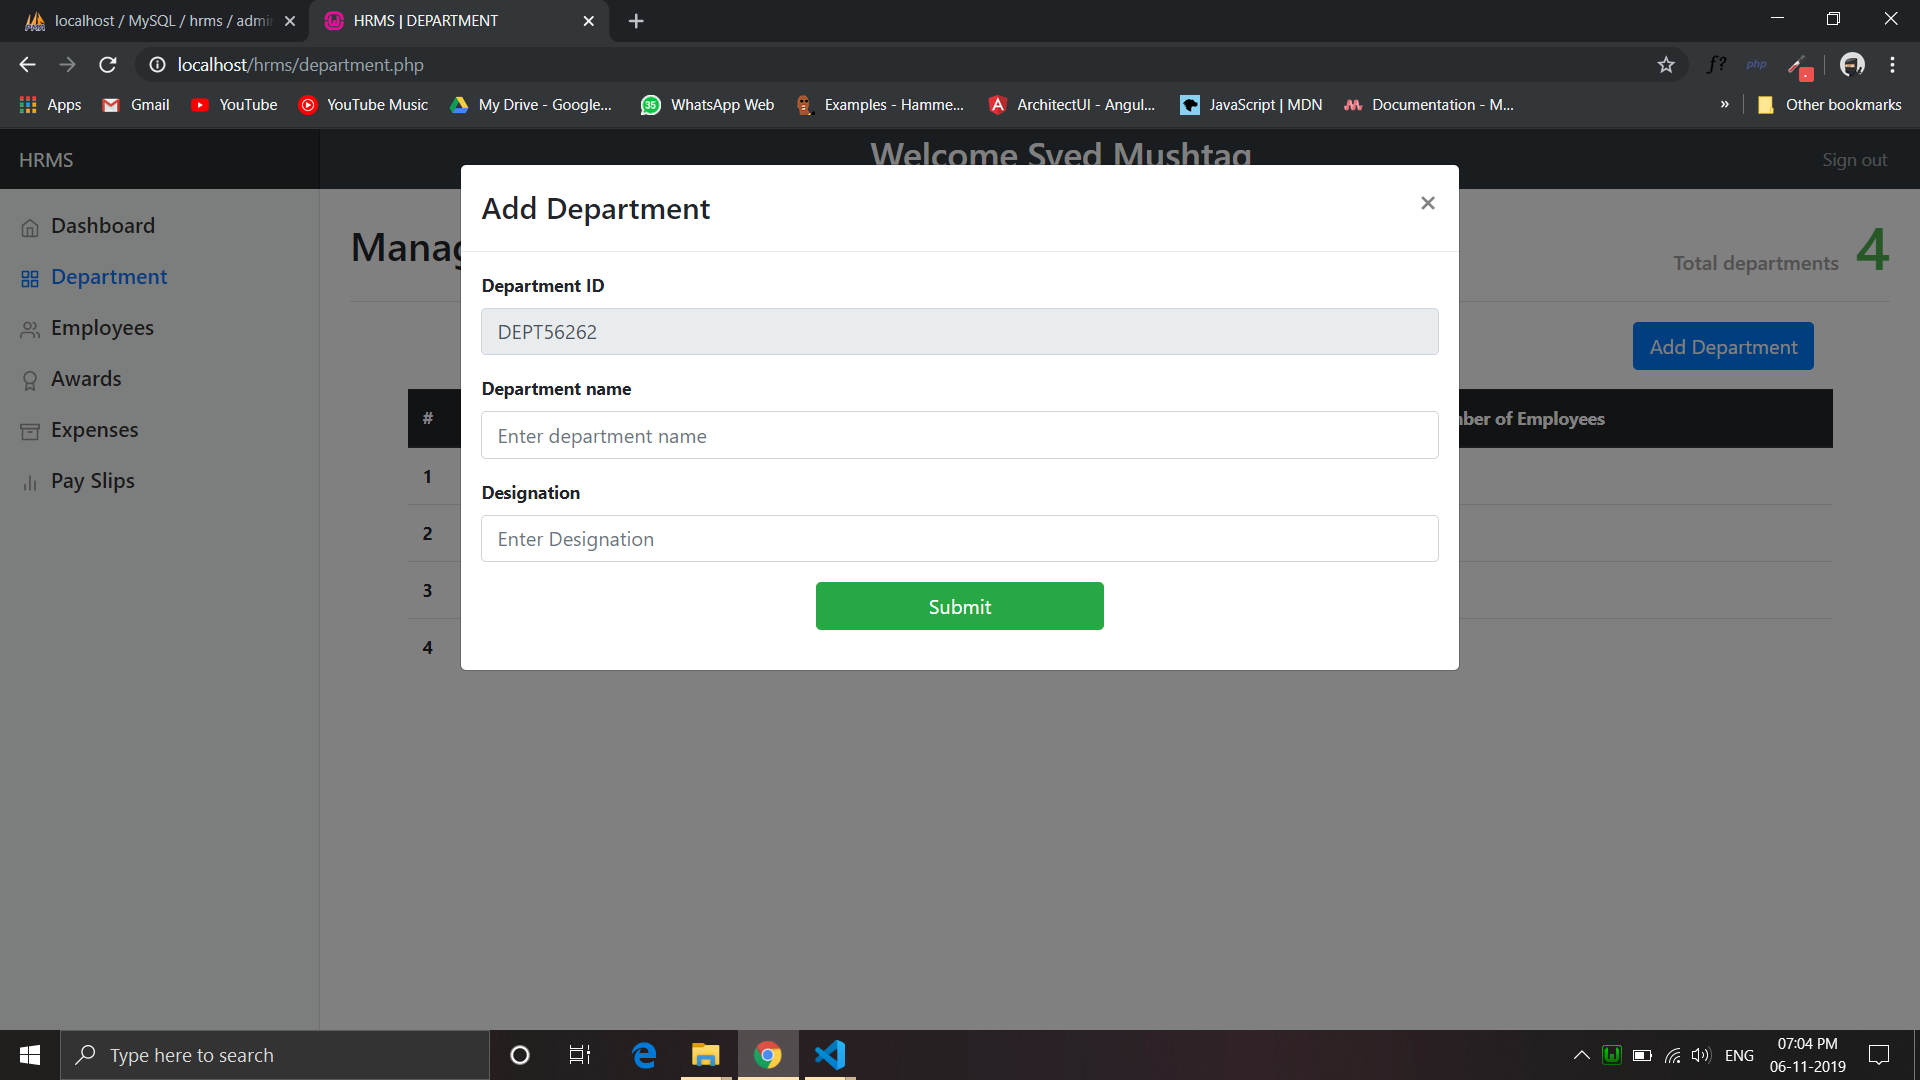 localhost / MySQL / hrms / admin
HRMS | DEPARTMENT
localhost/hrms/department.php
f?
php
Apps
Gmail
YouTube
YouTube Music
My Drive - Google...
35
WhatsApp Web
Examples - Hamme...
ArchitectUI - Angul...
JavaScript | MDN
Documentation - M...
»
Other bookmarks
HRMS
Welcome Syed Mushtaq
Sign out
Dashboard
Department
Employees
Awards
Expenses
Pay Slips
Total departments 4
Add Department
#
Employees
of
1
2
3
4
Add Department
×
Department ID
DEPT56262
Department name
Enter department name
Designation
Enter Designation
Submit
Type here to search
ENG
07:04 PM
06-11-2019